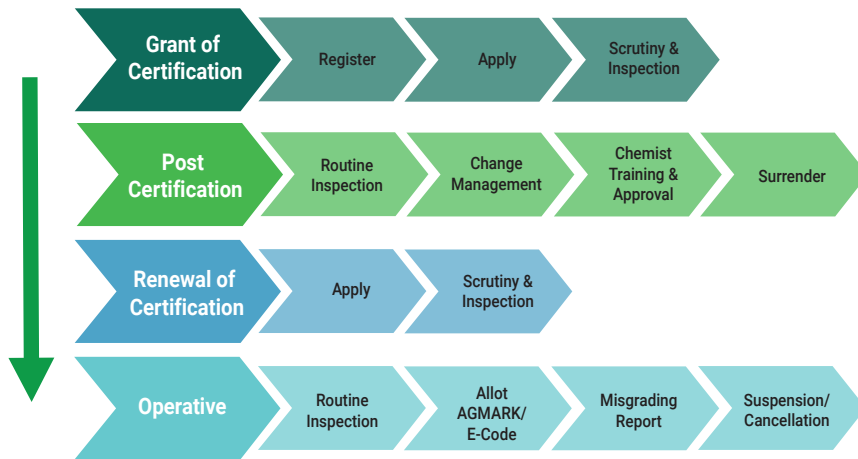 Grant of
Certification
Register
Apply
Scrutiny &
Inspection
Post
Certification
Routine
Inspection
Change
Management
Chemist
Training &
Approval
Surrender
Renewal of
Certification
Apply
Scrutiny &
Inspection
Operative
Routine
Inspection
Allot
AGMARK/
E-Code
Misgrading
Report
Suspension/
Cancellation